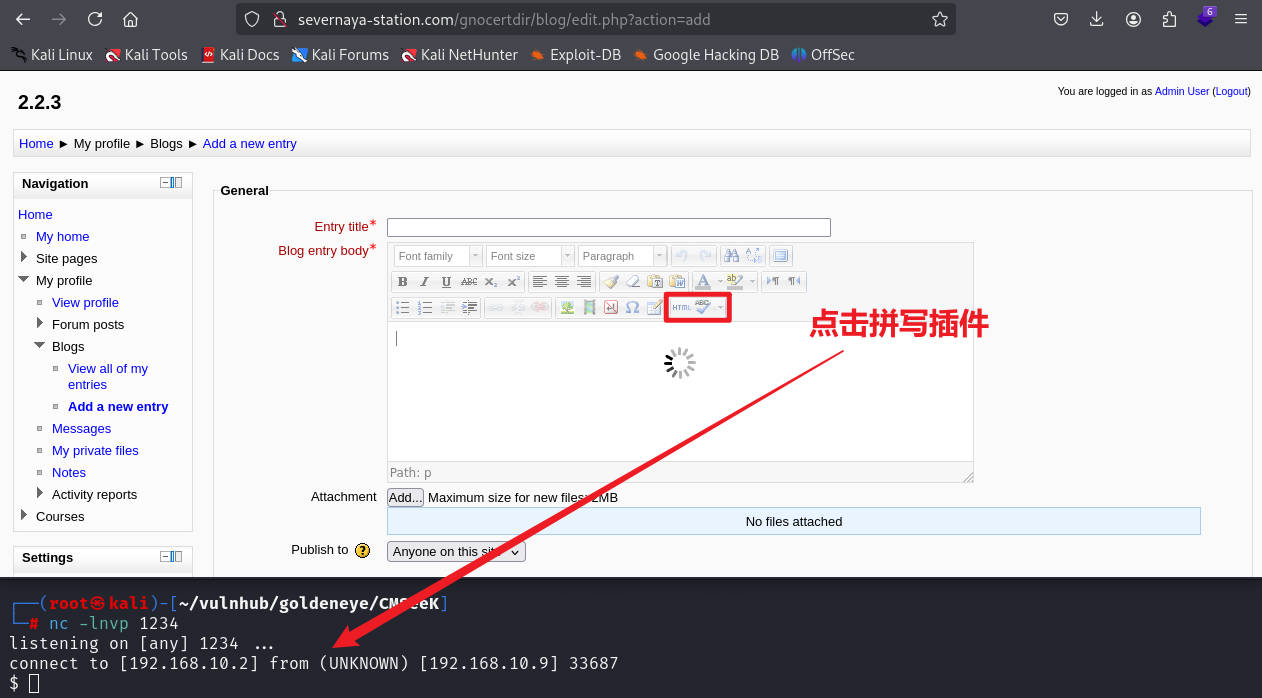 severnaya-station.com/gnocertdir/blog/edit.php?action=add
6
Kali Linux Kali Tools Kali Docs Kali Forums Kali NetHunter Exploit-DB Google Hacking DB OffSec
2.2.3
You are logged in as Admin User (Logout)
Home ► My profile ► Blogs ► Add a new entry
Navigation
Home
My home
Site pages
My profile
View profile
Forum posts
Blogs
View all of my
entries
Add a new entry
Messages
My private files
Notes
Activity reports
Courses
Settings
General
Entry title*
Blog entry body*
Font family Font size Paragraph
B I U ABC x₂ x²
HTML ABC
点击拼写插件
Path: p
Attachment Add... Maximum size for new files: 2MB
No files attached
Publish to Anyone on this site
┌──(root㉿kali)-[~/vulnhub/goldeneye/CMSeeK]
└─# nc -lnvp 1234
listening on [any] 1234 ...
connect to [192.168.10.2] from (UNKNOWN) [192.168.10.9] 33687
$